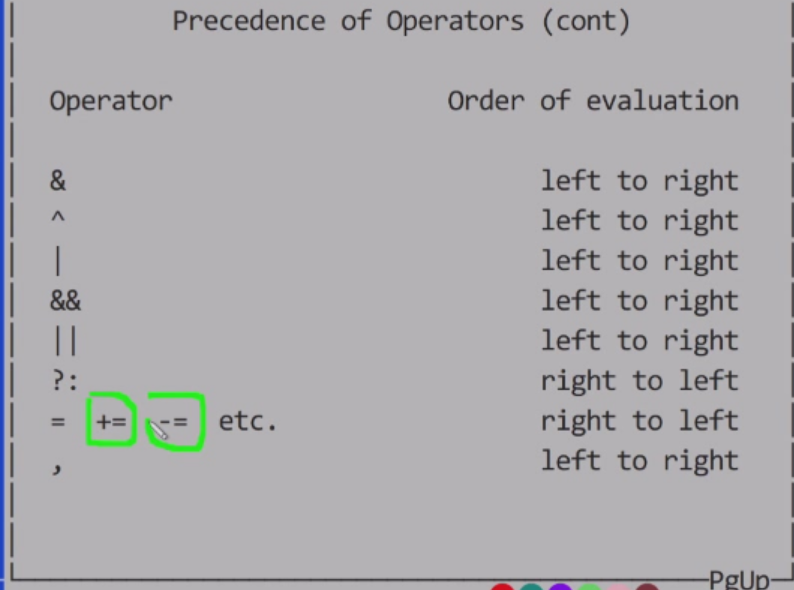 Precedence of Operators (cont)
Operator Order of evaluation
& left to right
^ left to right
| left to right
&& left to right
|| left to right
?: right to left
= += -= etc. right to left
, left to right
PgUp